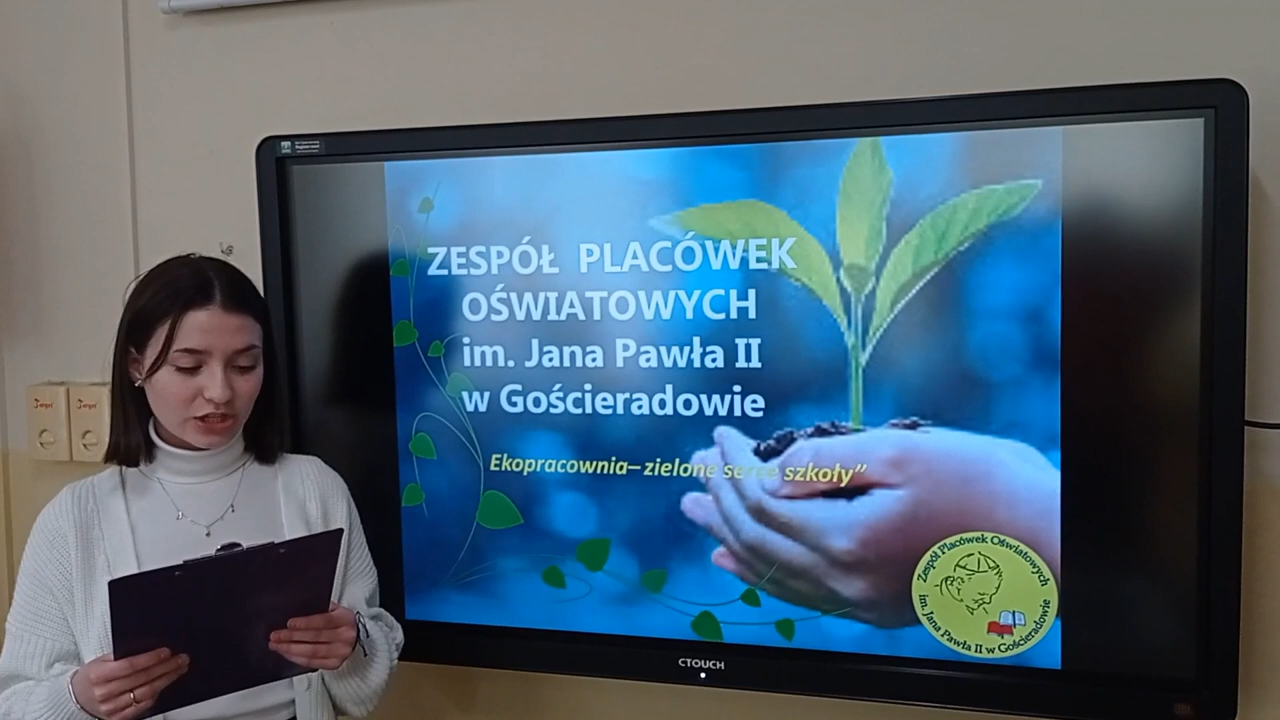 ZESPÓŁ PLACÓWEK
OŚWIATOWYCH
im. Jana Pawła II
w Gościeradowie
Ekopracownia– zielone serce szkoły”
Zespół Placówek Oświatowych
im. Jana Pawła II w Gościeradowie
CTOUCH